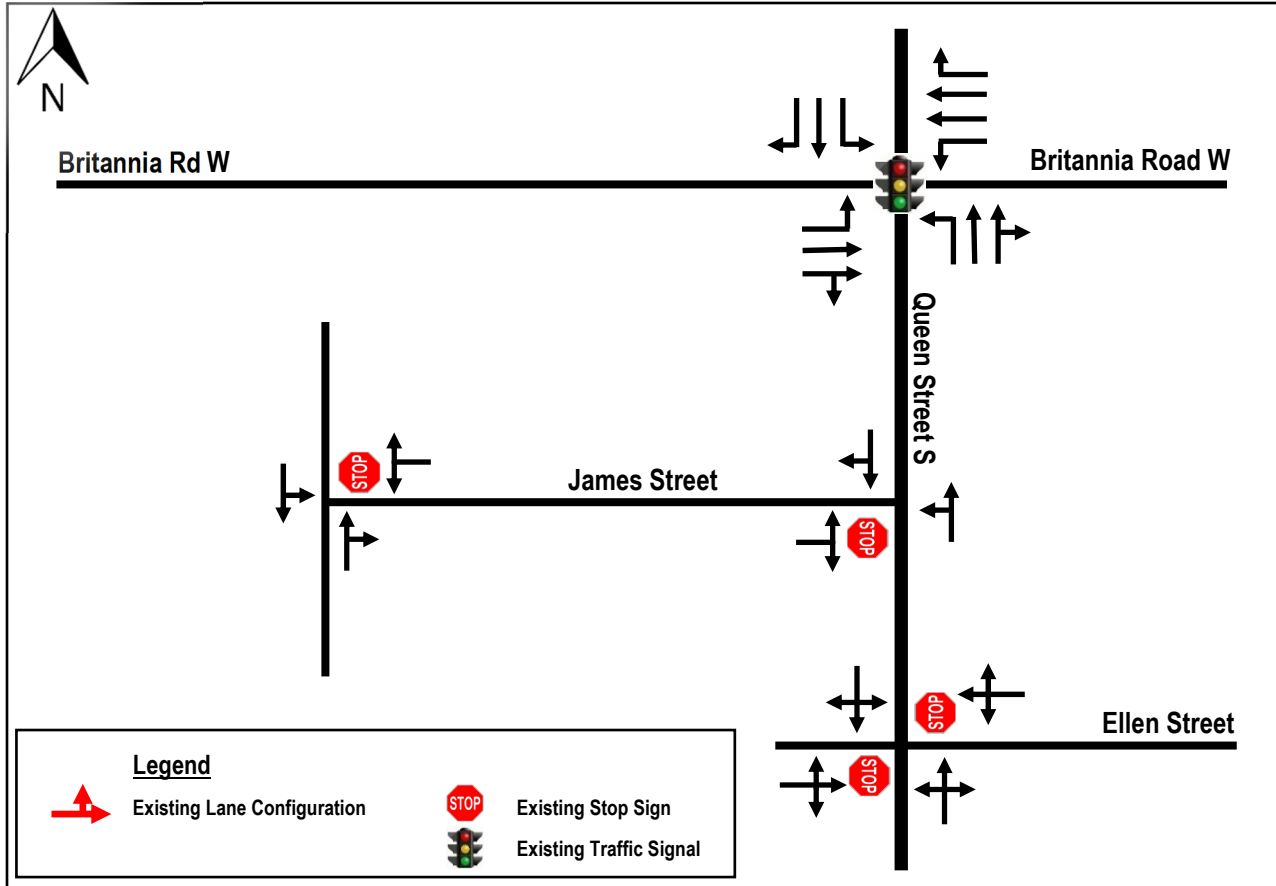 N
Britannia Rd W
Britannia Road W
Queen Street S
STOP
James Street
STOP
STOP
Ellen Street
STOP
Legend
Existing Lane Configuration
STOP
Existing Stop Sign
Existing Traffic Signal